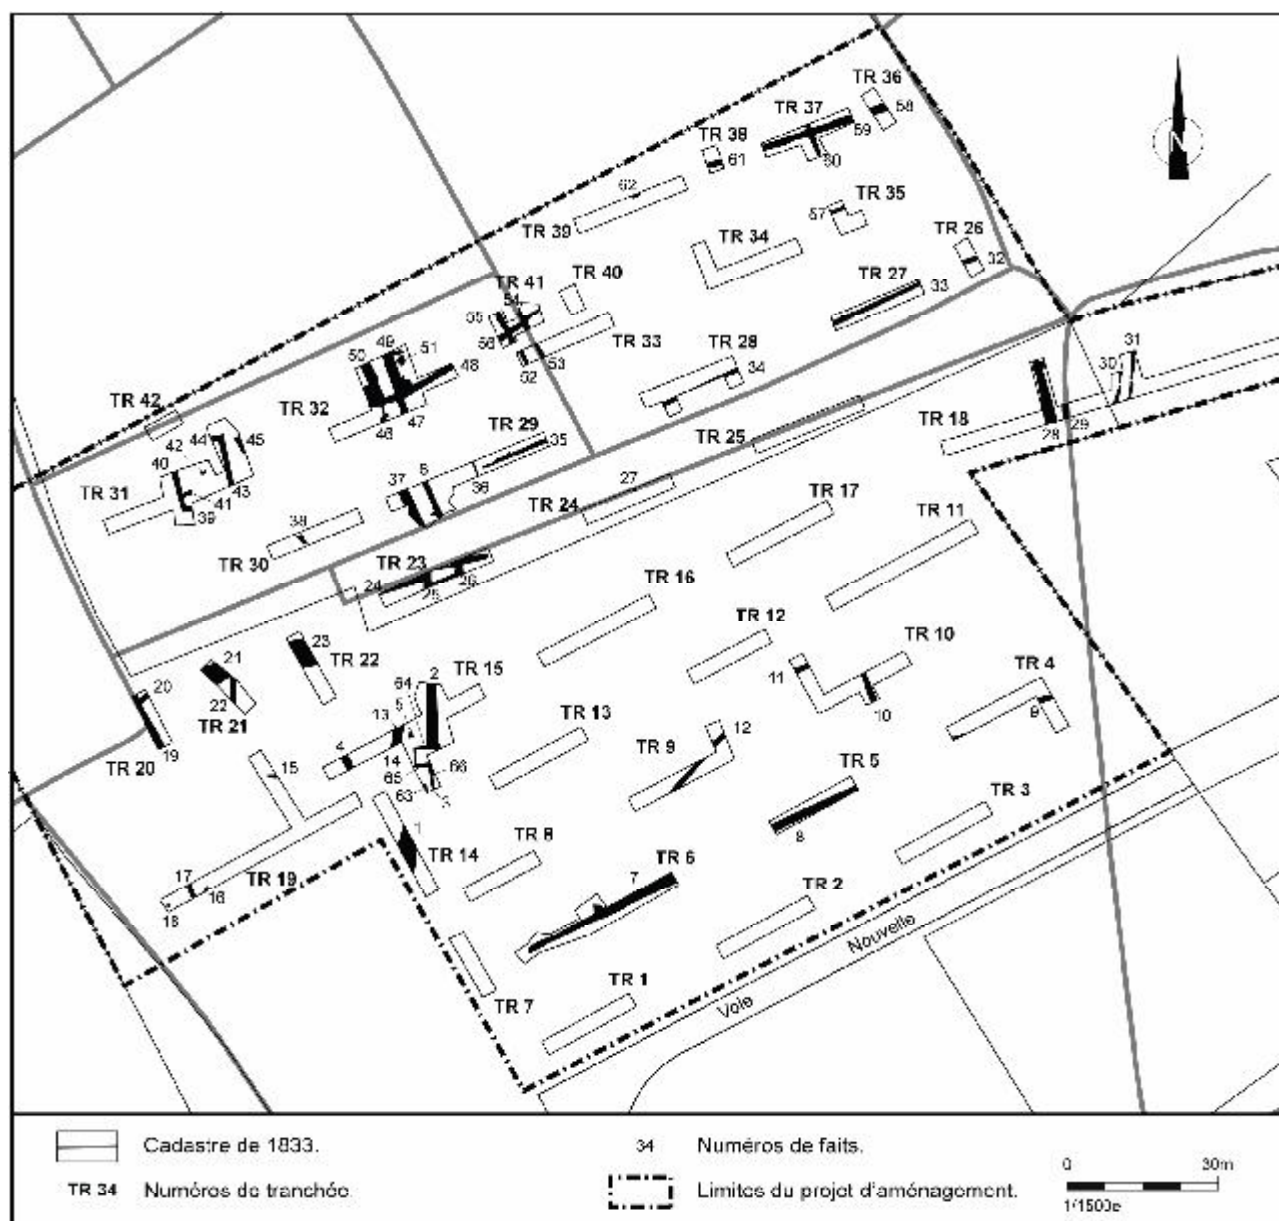 TR 36
58
TR 37
59
60
TR 38
61
62
TR 39
57
TR 35
TR 34
TR 26
32
TR 27
33
TR 40
TR 41
54
55
56
52
53
TR 33
TR 28
34
49
50
51
48
TR 32
46
47
TR 42
42
44
45
40
TR 31
41
43
39
TR 29
35
37
6
36
38
TR 30
31
30
TR 18
28
29
TR 25
27
TR 24
TR 23
24
25
26
TR 17
TR 11
TR 16
TR 12
TR 10
11
10
TR 4
9
23
TR 22
21
22
TR 21
20
19
TR 20
64
2
TR 15
5
13
4
14
65
66
63
3
TR 13
12
TR 9
TR 5
8
TR 3
15
1
TR 14
TR 8
17
16
TR 19
18
7
TR 6
TR 2
TR 7
TR 1
Nouvelle
Voie
N
Cadastre de 1833.
34 Numéros de faits.
TR 34 Numéros de tranchée.
Limites du projet d'aménagement.
0 30m
1/1500e